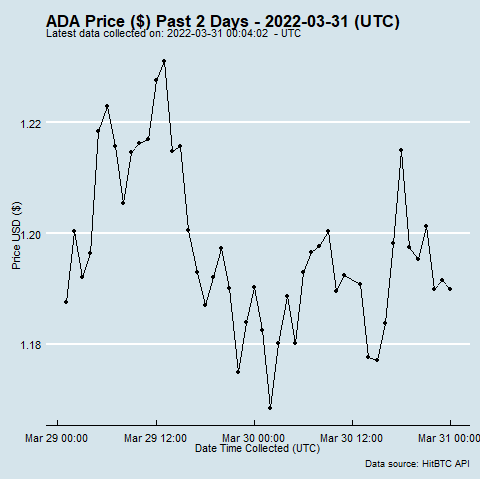 ADA Price ($) Past 2 Days - 2022-03-31 (UTC)
Latest data collected on: 2022-03-31 00:04:02 - UTC
Price USD ($)
1.22
1.20
1.18
Mar 29 00:00 Mar 29 12:00 Mar 30 00:00 Mar 30 12:00 Mar 31 00:00
Date Time Collected (UTC)
Data source: HitBTC API